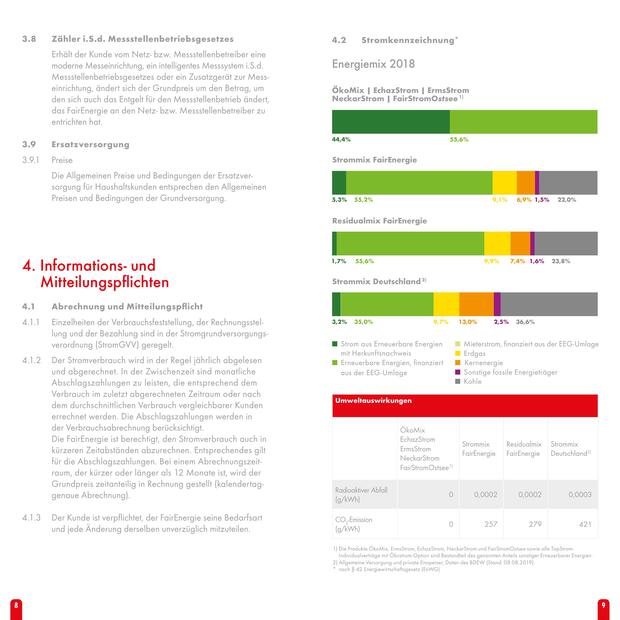 3.8 Zähler i.S.d. Messstellenbetriebsgesetzes
Erhält der Kunde vom Netz- bzw. Messstellenbetreiber eine
moderne Messeinrichtung, ein intelligentes Messsystem i.S.d.
Messstellenbetriebsgesetzes oder ein Zusatzgerät zur Mess-
einrichtung, ändert sich der Grundpreis um den Betrag, um
den sich auch das Entgelt für den Messstellenbetrieb ändert,
das FairEnergie an den Netz- bzw. Messstellenbetreiber zu
entrichten hat.
3.9 Ersatzversorgung
3.9.1 Preise
Die Allgemeinen Preise und Bedingungen der Ersatzver-
sorgung für Haushaltskunden entsprechen den Allgemeinen
Preisen und Bedingungen der Grundversorgung.
4. Informations- und
Mitteilungspflichten
4.1 Abrechnung und Mitteilungspflicht
4.1.1 Einzelheiten der Verbrauchsfeststellung, der Rechnungsstel-
lung und der Bezahlung sind in der Stromgrundversorgungs-
verordnung (StromGVV) geregelt.
4.1.2 Der Stromverbrauch wird in der Regel jährlich abgelesen
und abgerechnet. In der Zwischenzeit sind monatliche
Abschlagszahlungen zu leisten, die entsprechend dem
Verbrauch im zuletzt abgerechneten Zeitraum oder nach
dem durchschnittlichen Verbrauch vergleichbarer Kunden
errechnet werden. Die Abschlagszahlungen werden in
der Verbrauchsabrechnung berücksichtigt.
Die FairEnergie ist berechtigt, den Stromverbrauch auch in
kürzeren Zeitabständen abzurechnen. Entsprechendes gilt
für die Abschlagszahlungen. Bei einem Abrechnungszeit-
raum, der kürzer oder länger als 12 Monate ist, wird der
Grundpreis zeitanteilig in Rechnung gestellt (kalendertag-
genaue Abrechnung).
4.1.3 Der Kunde ist verpflichtet, der FairEnergie seine Bedarfsart
und jede Änderung derselben unverzüglich mitzuteilen.
8
4.2 Stromkennzeichnung*
Energiemix 2018
ÖkoMix | EchazStrom | ErmsStrom
NeckarStrom | FairStromOstsee 1)
44,4% 55,6%
Strommix FairEnergie
5,3% 55,2% 9,1% 6,9% 1,5% 22,0%
Residualmix FairEnergie
1,7% 55,6% 9,9% 7,4% 1,6% 23,8%
Strommix Deutschland 2)
3,2% 35,0% 9,7% 13,0% 2,5% 36,6%
Strom aus Erneuerbaren Energien
mit Herkunftsnachweis
Erneuerbare Energien, finanziert
aus der EEG-Umlage
Mieterstrom, finanziert aus der EEG-Umlage
Erdgas
Kernenergie
Sonstige fossile Energieträger
Kohle
Umweltauswirkungen
ÖkoMix
EchazStrom
ErmsStrom
NeckarStrom
FairStromOstsee 1)
Strommix
FairEnergie
Residualmix
FairEnergie
Strommix
Deutschland 2)
Radioaktiver Abfall
(g/kWh)
0 0,0002 0,0002 0,0003
CO2-Emission
(g/kWh)
0 257 279 421
1) Die Produkte ÖkoMix, ErmsStrom, EchazStrom, NeckarStrom und FairStromOstsee sowie alle TopStrom-
Individualverträge mit Ökostrom-Option sind Bestandteil des genannten Anteils sonstiger Erneuerbarer Energien.
2) Allgemeine Versorgung und private Einspeiser, Daten des BDEW (Stand: 08.08.2019).
* nach § 42 Energiewirtschaftsgesetz (EnWG)
9